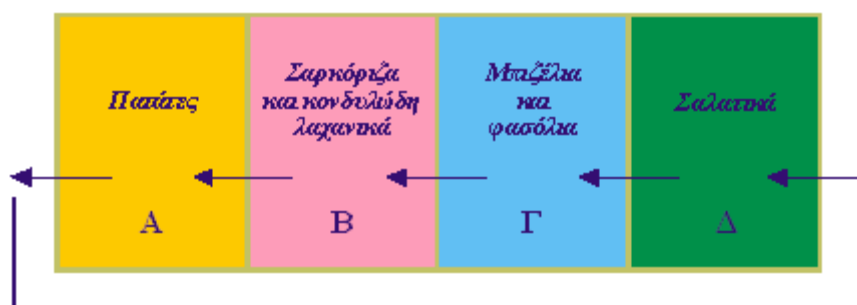 Πατάτες
Σαρκόριζα
και κονδυλώδη
λαχανικά
Μπιζέλια
και
φασόλια
Σαλατικά
Α
Β
Γ
Δ